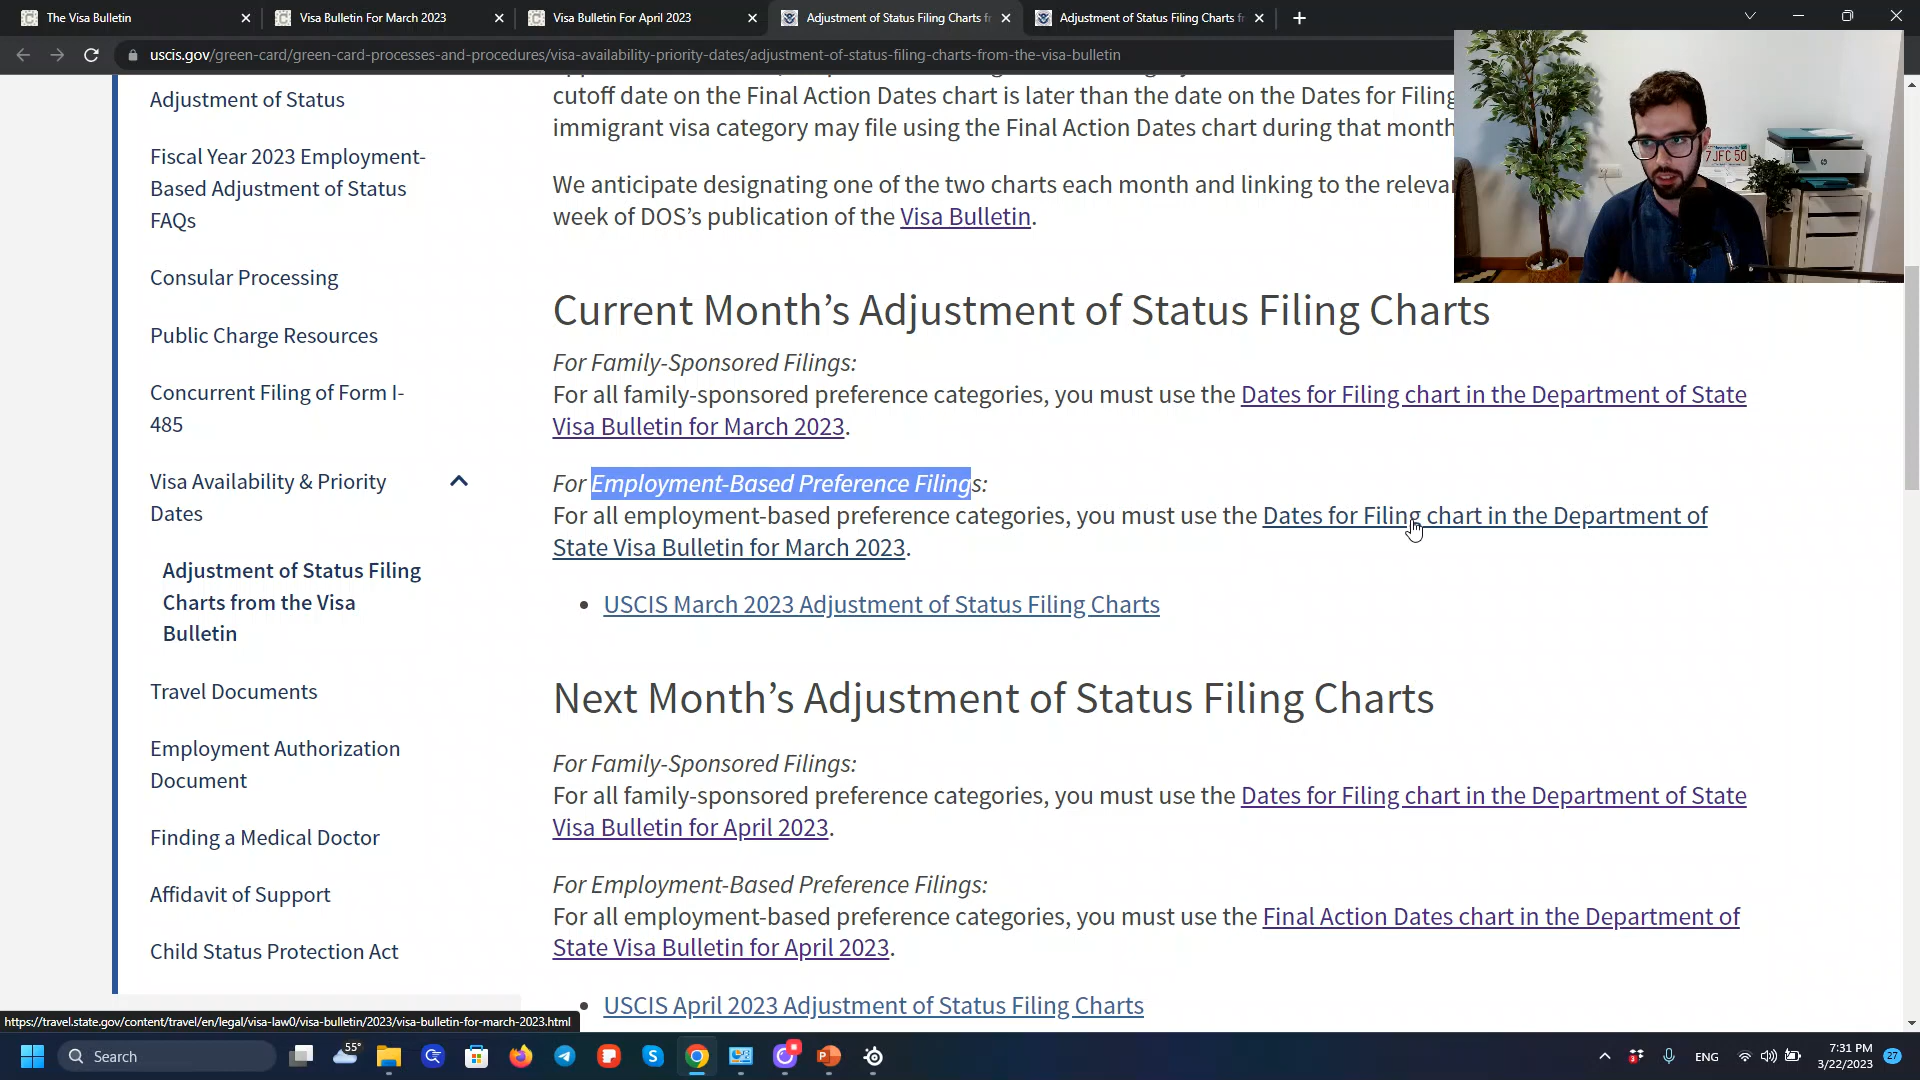 The Visa Bulletin
Visa Bulletin For March 2023
Visa Bulletin For April 2023
Adjustment of Status Filing Charts f
Adjustment of Status Filing Charts f
uscis.gov/green-card/green-card-processes-and-procedures/visa-availability-priority-dates/adjustment-of-status-filing-charts-from-the-visa-bulletin
Adjustment of Status
Fiscal Year 2023 Employment-
Based Adjustment of Status
FAQs
Consular Processing
Public Charge Resources
Concurrent Filing of Form I-
485
Visa Availability & Priority
Dates
Adjustment of Status Filing
Charts from the Visa
Bulletin
Travel Documents
Employment Authorization
Document
Finding a Medical Doctor
Affidavit of Support
Child Status Protection Act
cutoff date on the Final Action Dates chart is later than the date on the Dates for Filing
immigrant visa category may file using the Final Action Dates chart during that month
We anticipate designating one of the two charts each month and linking to the releva
week of DOS’s publication of the Visa Bulletin.
7JFC 50
Current Month’s Adjustment of Status Filing Charts
For Family-Sponsored Filings:
For all family-sponsored preference categories, you must use the Dates for Filing chart in the Department of State
Visa Bulletin for March 2023.
For Employment-Based Preference Filings:
For all employment-based preference categories, you must use the Dates for Filing chart in the Department of
State Visa Bulletin for March 2023.
• USCIS March 2023 Adjustment of Status Filing Charts
Next Month’s Adjustment of Status Filing Charts
For Family-Sponsored Filings:
For all family-sponsored preference categories, you must use the Dates for Filing chart in the Department of State
Visa Bulletin for April 2023.
For Employment-Based Preference Filings:
For all employment-based preference categories, you must use the Final Action Dates chart in the Department of
State Visa Bulletin for April 2023.
• USCIS April 2023 Adjustment of Status Filing Charts
https://travel.state.gov/content/travel/en/legal/visa-law0/visa-bulletin/2023/visa-bulletin-for-march-2023.html
Search
55°
ENG
7:31 PM
3/22/2023
27